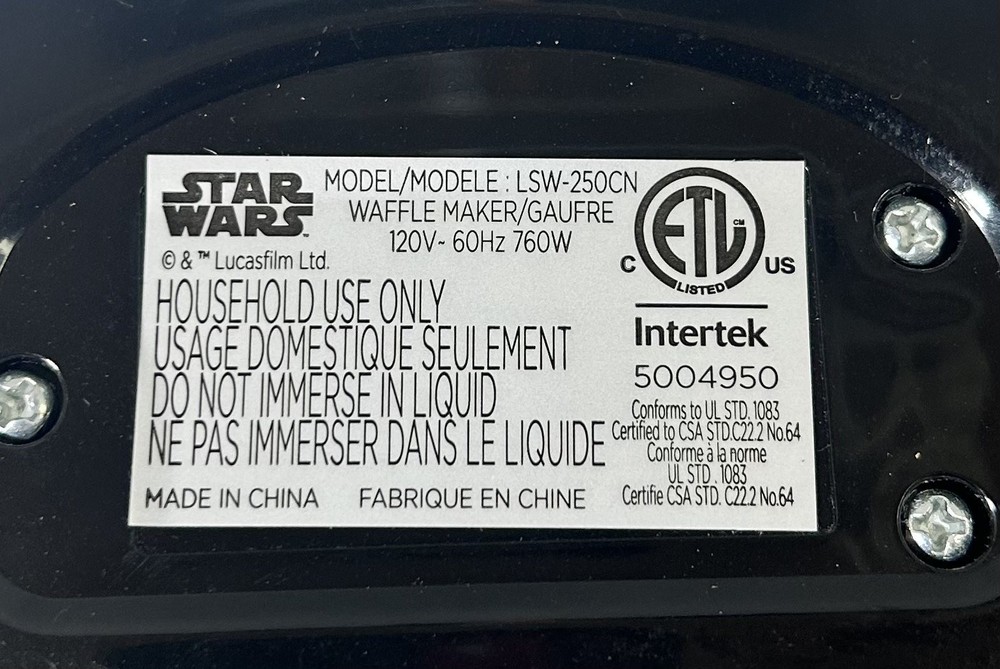 STAR
WARS
© & ™ Lucasfilm Ltd.
MODEL/MODELE : LSW-250CN
WAFFLE MAKER/GAUFRE
120V~ 60Hz 760W
HOUSEHOLD USE ONLY
USAGE DOMESTIQUE SEULEMENT
DO NOT IMMERSE IN LIQUID
NE PAS IMMERSER DANS LE LIQUIDE
MADE IN CHINA FABRIQUE EN CHINE
ETL CM
LISTED
C US
Intertek
5004950
Conforms to UL STD. 1083
Certified to CSA STD.C22.2 No.64
Conforme à la norme
UL STD . 1083
Certifie CSA STD. C22.2 No.64